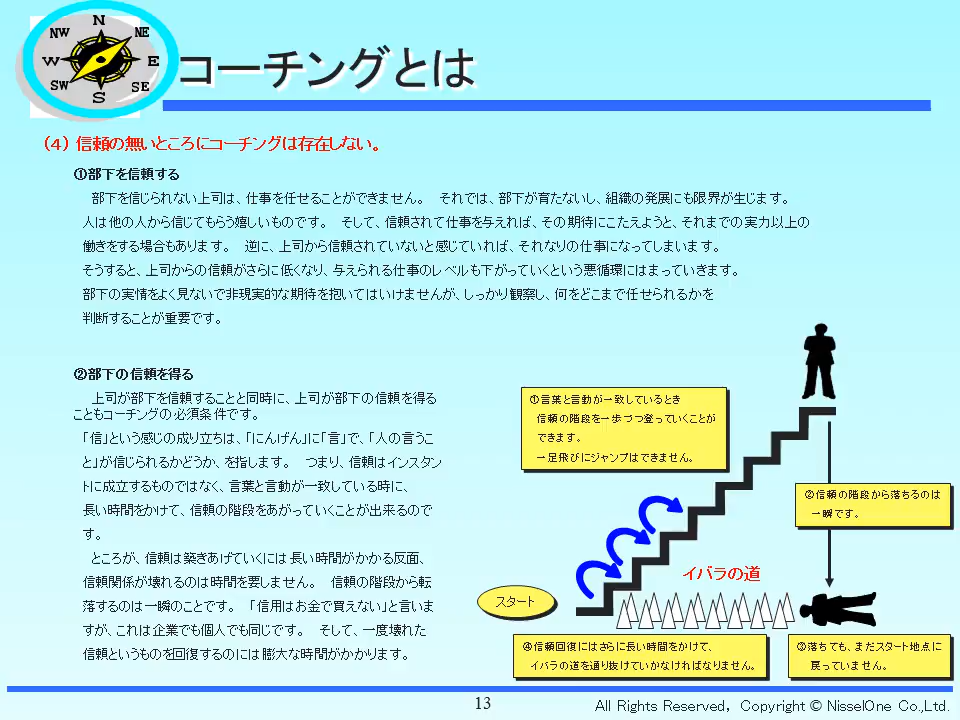 N
NW
NE
W
E
SW
SE
S
コーチングとは
（４）信頼の無いところにコーチングは存在しない。
①部下を信頼する
部下を信じられない上司は、仕事を任せることができません。　それでは、部下が育たないし、組織の発展にも限界が生じます。
人は他の人から信じてもらう嬉しいものです。　そして、信頼されて仕事を与えれば、その期待にこたえようと、それまでの実力以上の
働きをする場合もあります。　逆に、上司から信頼されていないと感じていれば、それなりの仕事になってしまいます。
そうすると、上司からの信頼がさらに低くなり、与えられる仕事のレベルも下がっていくという悪循環にはまっていきます。
部下の実情をよく見ないで非現実的な期待を抱いてはいけませんが、しっかり観察し、何をどこまで任せられるかを
判断することが重要です。
②部下の信頼を得る
上司が部下を信頼することと同時に、上司が部下の信頼を得る
こともコーチングの必須条件です。
「信」という感じの成り立ちは、「にんげん」に「言」で、「人の言うこ
と」が信じられるかどうか、を指します。　つまり、信頼はインスタン
トに成立するものではなく、言葉と言動が一致している時に、
長い時間をかけて、信頼の階段をあがっていくことが出来るので
す。
ところが、信頼は築きあげていくには長い時間がかかる反面、
信頼関係が壊れるのは時間を要しません。　信頼の階段から転
落するのは一瞬のことです。　「信用はお金で買えない」と言いま
すが、これは企業でも個人でも同じです。　そして、一度壊れた
信頼というものを回復するのには膨大な時間がかかります。
①言葉と言動が一致しているとき
信頼の階段を一歩づつ登っていくことが
できます。
一足飛びにジャンプはできません。
②信頼の階段から落ちるのは
一瞬です。
イバラの道
スタート
④信頼回復にはさらに長い時間をかけて、
イバラの道を通り抜けていかなければなりません。
③落ちても、まだスタート地点に
戻っていません。
13
All Rights Reserved， Copyright © NisselOne Co.,Ltd.